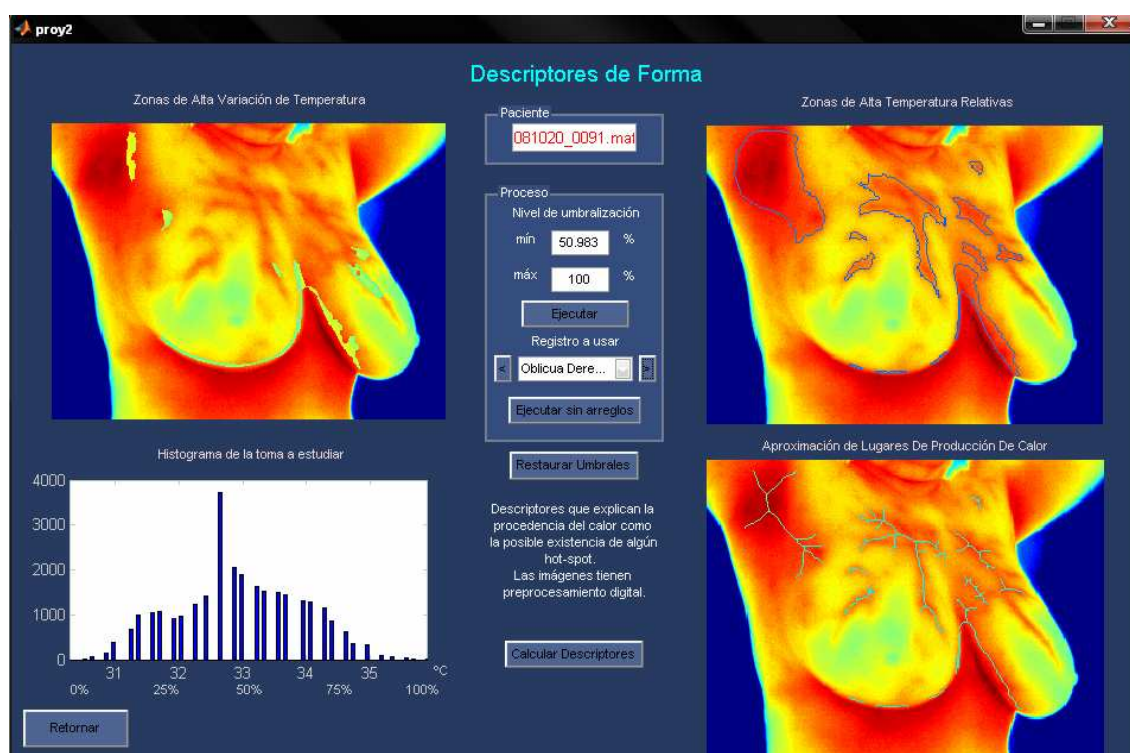 proy2
Descriptores de Forma
Zonas de Alta Variación de Temperatura
Paciente
081020_0091.mat
Zonas de Alta Temperatura Relativas
Proceso
Nivel de umbralización
mín 50.983 %
máx 100 %
Ejecutar
Registro a usar
< Oblicua Dere... >
Ejecutar sin arreglos
Restaurar Umbrales
Histograma de la toma a estudiar
4000
3000
2000
1000
0
31 32 33 34 35 ºC
0% 25% 50% 75% 100%
Descriptores que explican la
procedencia del calor como
la posible existencia de algún
hot-spot.
Las imágenes tienen
preprocesamiento digital.
Calcular Descriptores
Aproximación de Lugares De Producción De Calor
Retornar